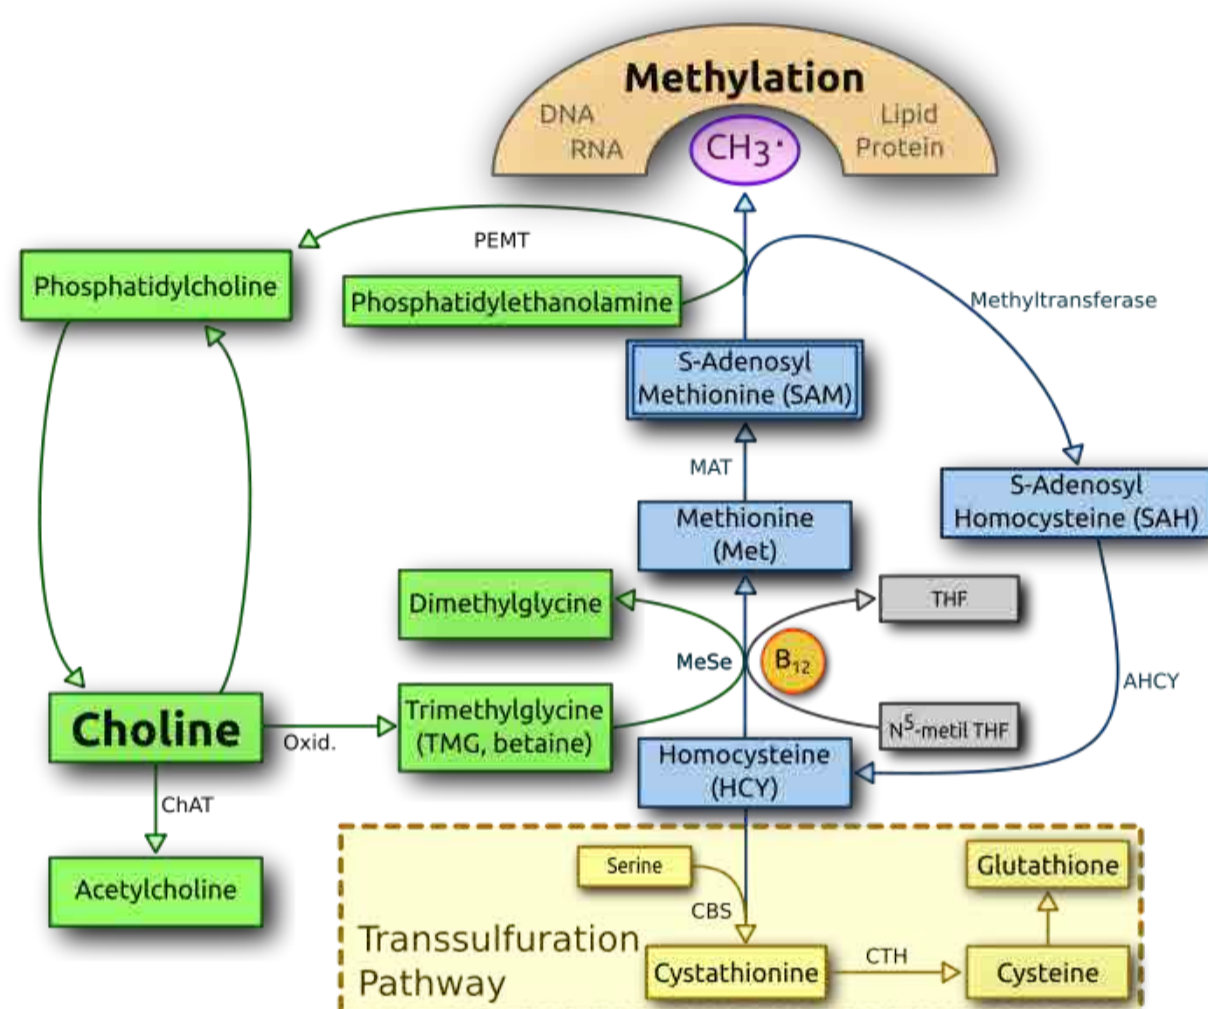 Methylation
DNA
Lipid
RNA
Protein
CH₃•
PEMT
Phosphatidylcholine
Phosphatidylethanolamine
Methyltransferase
S-Adenosyl
Methionine (SAM)
MAT
S-Adenosyl
Homocysteine (SAH)
Methionine
(Met)
Dimethylglycine
THF
MeSe
B₁₂
AHCY
Choline
Oxid.
Trimethylglycine
(TMG, betaine)
N⁵-metil THF
Homocysteine
(HCY)
ChAT
Acetylcholine
Serine
Glutathione
CBS
Transsulfuration
Pathway
Cystathionine
CTH
Cysteine